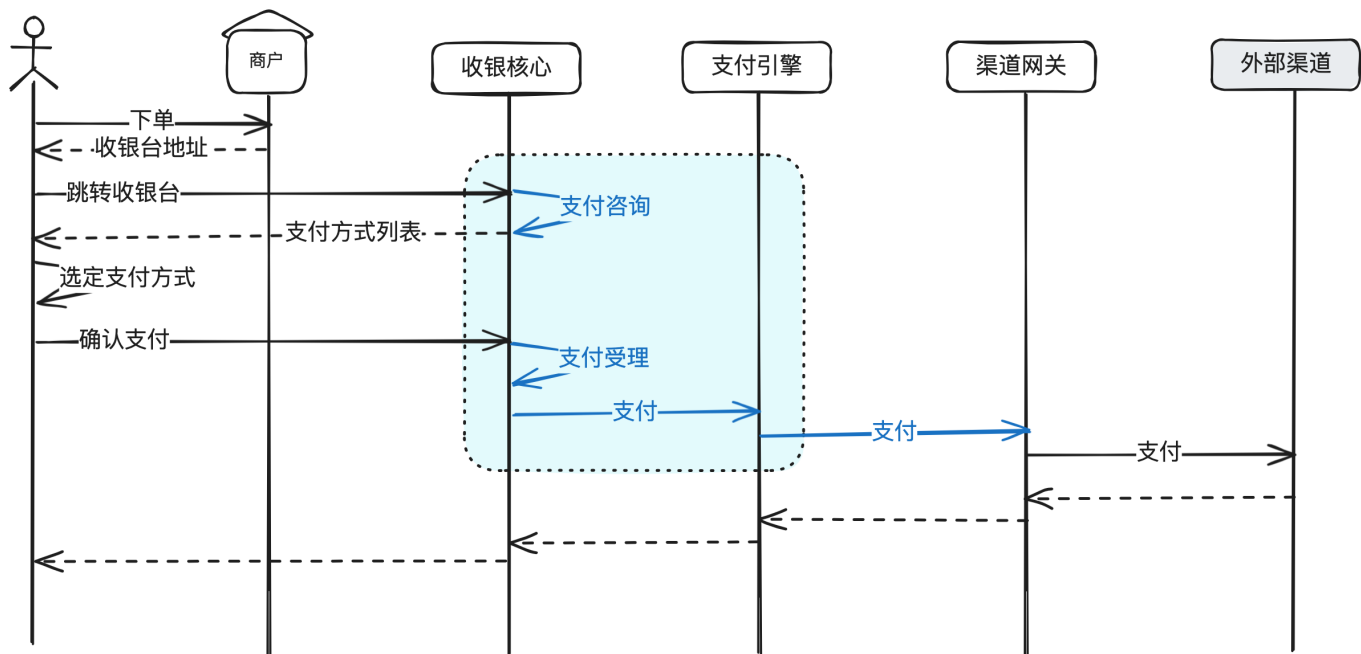 商户
收银核心
支付引擎
渠道网关
外部渠道
下单
收银台地址
跳转收银台
支付咨询
支付方式列表
选定支付方式
确认支付
支付受理
支付
支付
支付